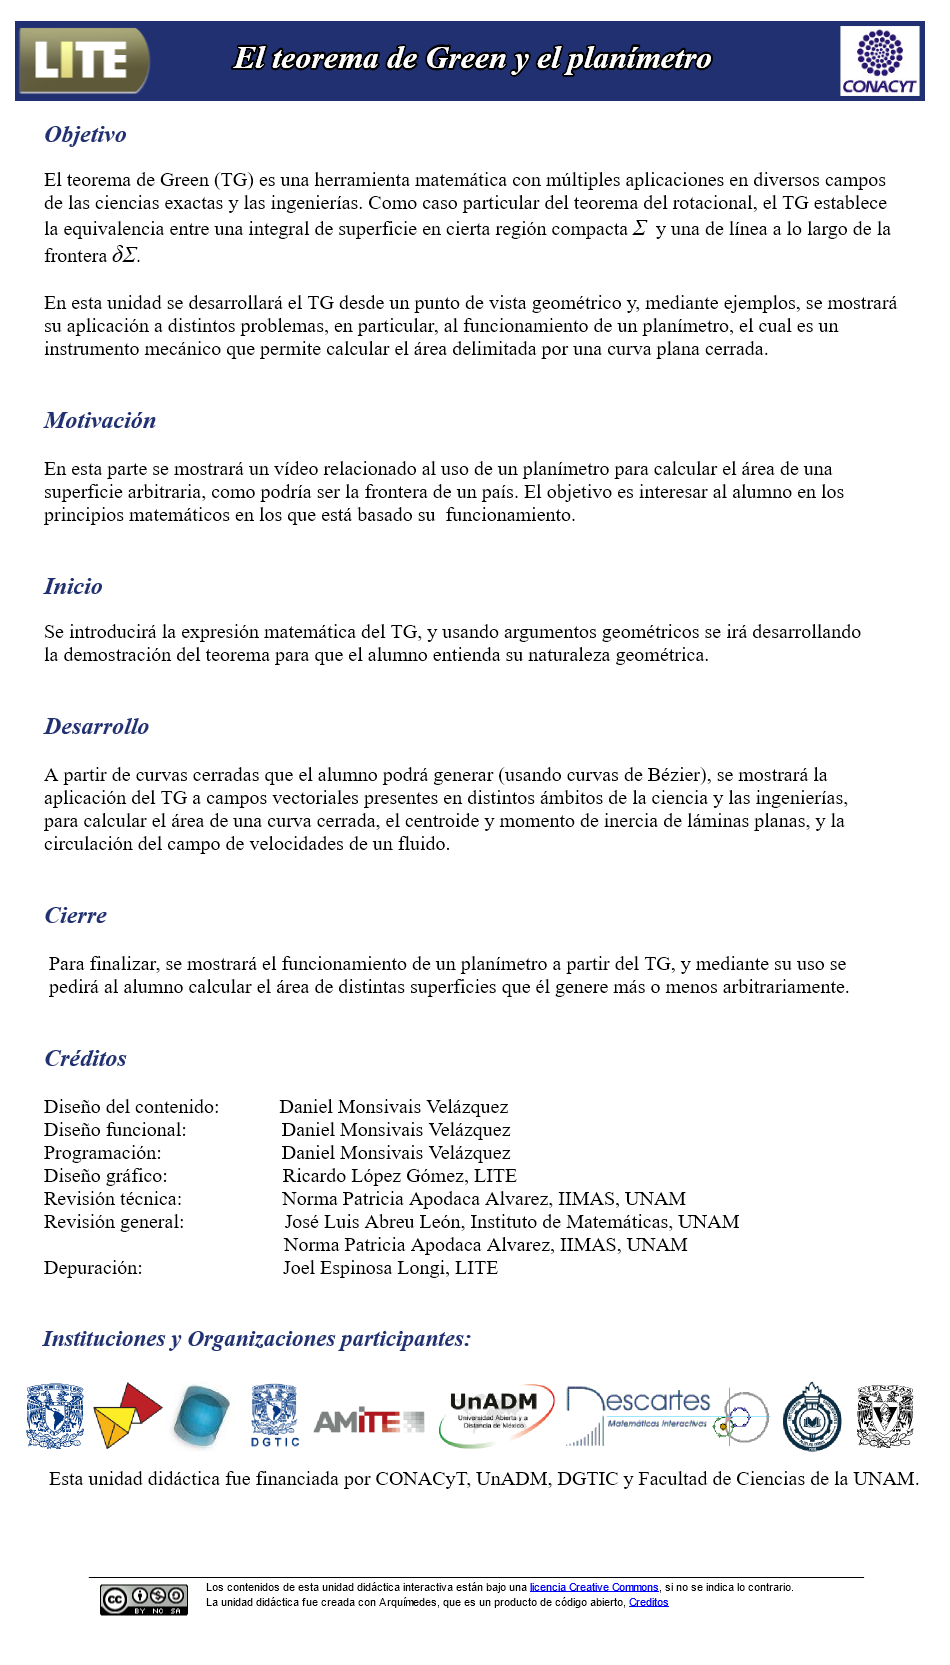 LITE
El teorema de Green y el planímetro
CONACYT
Objetivo
El teorema de Green (TG) es una herramienta matemática con múltiples aplicaciones en diversos campos
de las ciencias exactas y las ingenierías. Como caso particular del teorema del rotacional, el TG establece
la equivalencia entre una integral de superficie en cierta región compacta Σ y una de línea a lo largo de la
frontera δΣ.
En esta unidad se desarrollará el TG desde un punto de vista geométrico y, mediante ejemplos, se mostrará
su aplicación a distintos problemas, en particular, al funcionamiento de un planímetro, el cual es un
instrumento mecánico que permite calcular el área delimitada por una curva plana cerrada.
Motivación
En esta parte se mostrará un vídeo relacionado al uso de un planímetro para calcular el área de una
superficie arbitraria, como podría ser la frontera de un país. El objetivo es interesar al alumno en los
principios matemáticos en los que está basado su funcionamiento.
Inicio
Se introducirá la expresión matemática del TG, y usando argumentos geométricos se irá desarrollando
la demostración del teorema para que el alumno entienda su naturaleza geométrica.
Desarrollo
A partir de curvas cerradas que el alumno podrá generar (usando curvas de Bézier), se mostrará la
aplicación del TG a campos vectoriales presentes en distintos ámbitos de la ciencia y las ingenierías,
para calcular el área de una curva cerrada, el centroide y momento de inercia de láminas planas, y la
circulación del campo de velocidades de un fluido.
Cierre
Para finalizar, se mostrará el funcionamiento de un planímetro a partir del TG, y mediante su uso se
pedirá al alumno calcular el área de distintas superficies que él genere más o menos arbitrariamente.
Créditos
Diseño del contenido: Daniel Monsivais Velázquez
Diseño funcional: Daniel Monsivais Velázquez
Programación: Daniel Monsivais Velázquez
Diseño gráfico: Ricardo López Gómez, LITE
Revisión técnica: Norma Patricia Apodaca Alvarez, IIMAS, UNAM
Revisión general: José Luis Abreu León, Instituto de Matemáticas, UNAM
Norma Patricia Apodaca Alvarez, IIMAS, UNAM
Depuración: Joel Espinosa Longi, LITE
Instituciones y Organizaciones participantes:
DGTIC
AMiTE
UnADM
Universidad Abierta y a
Distancia de México
Descartes
Matemáticas Interactivas
CIENCIAS
Esta unidad didáctica fue financiada por CONACyT, UnADM, DGTIC y Facultad de Ciencias de la UNAM.
cc
BY NC SA
Los contenidos de esta unidad didáctica interactiva están bajo una licencia Creative Commons, si no se indica lo contrario.
La unidad didáctica fue creada con Arquímedes, que es un producto de código abierto, Creditos